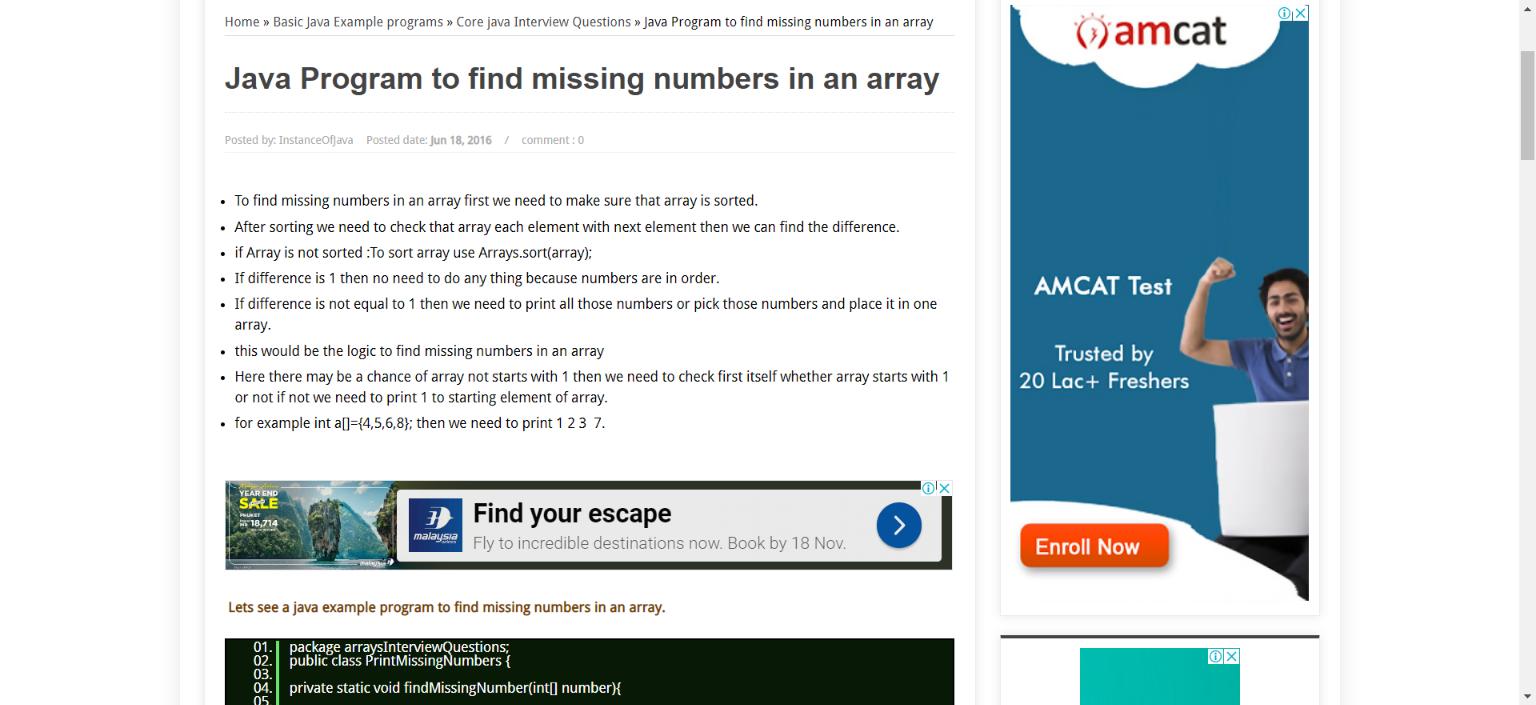 Home » Basic Java Example programs » Core java Interview Questions » Java Program to find missing numbers in an array
Java Program to find missing numbers in an array
Posted by: InstanceOfJava Posted date: Jun 18, 2016 / comment : 0
• To find missing numbers in an array first we need to make sure that array is sorted.
• After sorting we need to check that array each element with next element then we can find the difference.
• if Array is not sorted :To sort array use Arrays.sort(array);
• If difference is 1 then no need to do any thing because numbers are in order.
• If difference is not equal to 1 then we need to print all those numbers or pick those numbers and place it in one
array.
• this would be the logic to find missing numbers in an array
• Here there may be a chance of array not starts with 1 then we need to check first itself whether array starts with 1
or not if not we need to print 1 to starting element of array.
• for example int a[]={4,5,6,8}; then we need to print 1 2 3 7.
YEAR END
SALE
PHUKET
18,714
malaysia
Find your escape
Fly to incredible destinations now. Book by 18 Nov.
Lets see a java example program to find missing numbers in an array.
01. package arraysInterviewQuestions;
02. public class PrintMissingNumbers {
03.
04. private static void findMissingNumber(int[] number){
05.
amcat
AMCAT Test
Trusted by
20 Lac+ Freshers
Enroll Now